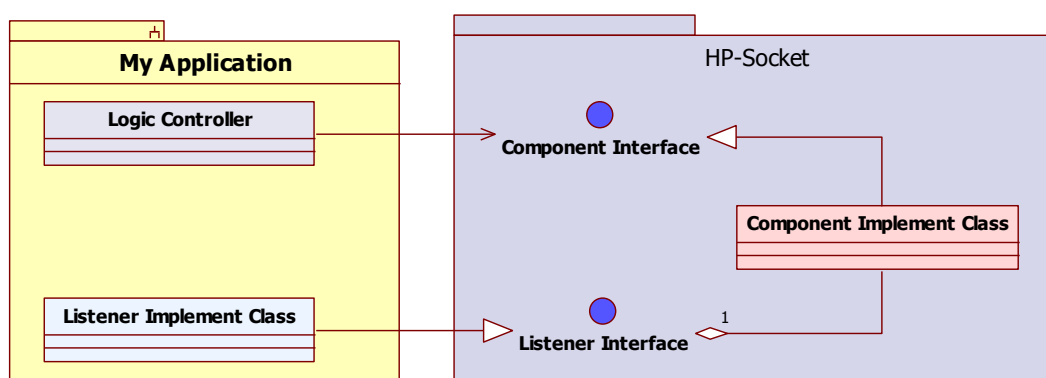 My Application
HP-Socket
Logic Controller
Component Interface
Component Implement Class
Listener Implement Class
1
Listener Interface